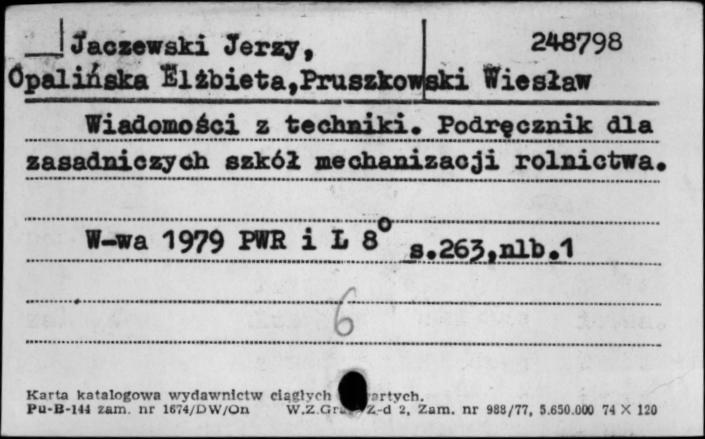 Jaczewski Jerzy, 248798
Opalińska Elżbieta,Pruszkowski Wiesław
Wiadomości z techniki. Podręcznik dla
zasadniczych szkół mechanizacji rolnictwa.
W-wa 1979 PWR i L 8° s.263,nlb.1
6
Karta katalogowa wydawnictw ciągłych
Pu-B-144 zam. nr 1674/DW/On W.Z.Graf. Z-d 2, Zam. nr 988/77, 5.650.000 74 X 120